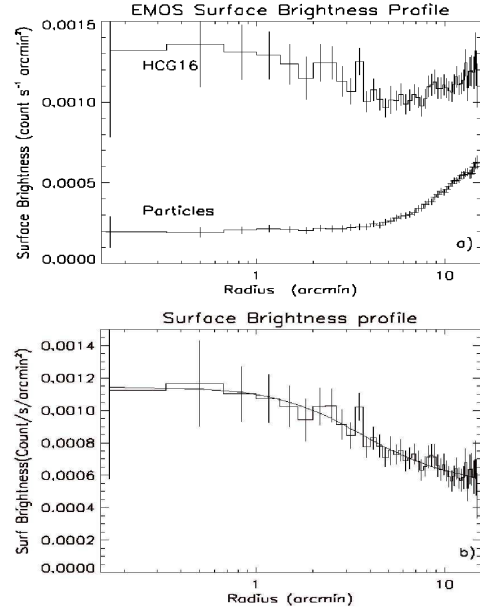 EMOS Surface Brightness Profile
Surface Brightness (count s⁻¹ arcmin²)
0.0015
0.0010
0.0005
0.0000
HCG16
Particles
a)
1
10
Radius (arcmin)
Surface Brightness profile
Surf Brightness(Count/s/arcmin²)
0.0014
0.0012
0.0010
0.0008
0.0006
0.0004
0.0002
0.0000
b)
1
10
Radius (arcmin)